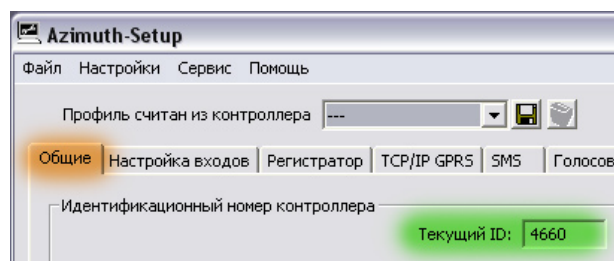 Azimuth-Setup
Файл Настройки Сервис Помощь
Профиль считан из контроллера ---
Общие Настройка входов Регистратор TCP/IP GPRS SMS Голосов
Идентификационный номер контроллера
Текущий ID: 4660